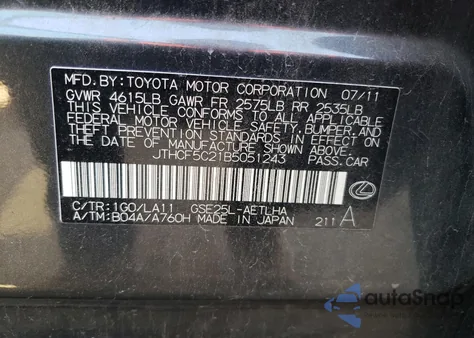 MFD.BY:TOYOTA MOTOR CORPORATION 07/11
GVWR 4615LB GAWR FR 2575LB RR 2535LB
THIS VEHICLE CONFORMS TO ALL APPLICABLE
FEDERAL MOTOR VEHICLE SAFETY,BUMPER,AND
THEFT PREVENTION STANDARDS IN EFFECT ON
THE DATE OF MANUFACTURE SHOWN ABOVE.
JTHCF5C21B5051243 PASS.CAR
C/TR:1G0/LA11 GSE25L-AETLHA
A/TM:B04A/A760H MADE IN JAPAN 211 A
autoSnap